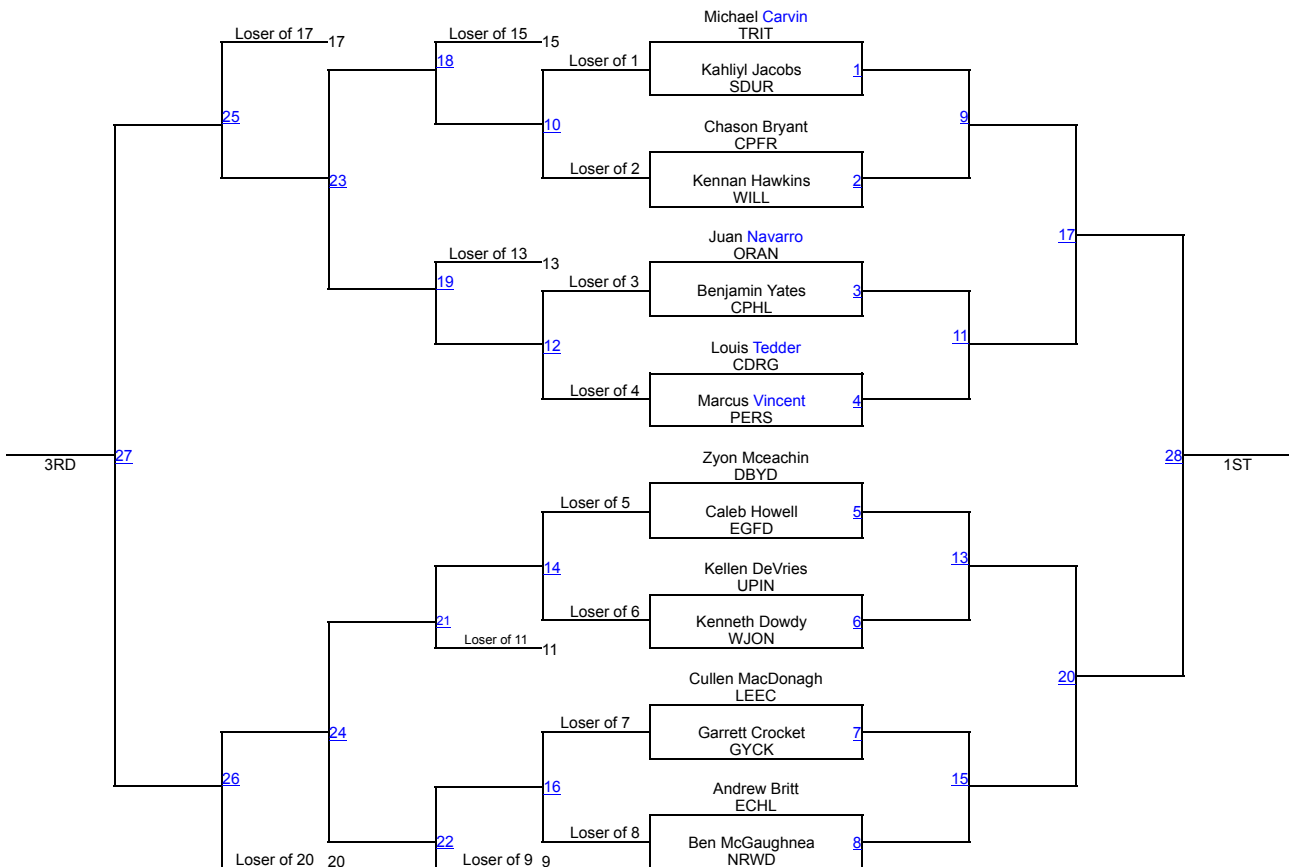 Michael Carvin
TRIT
Loser of 17 17
Loser of 15 15
18
Loser of 1
Kahliyl Jacobs 1
SDUR
25
10
9
Chason Bryant
CPFR
Loser of 2
23
Kennan Hawkins 2
WILL
Juan Navarro
ORAN
17
Loser of 13 13
19
Loser of 3
Benjamin Yates 3
CPHL
12
11
Louis Tedder
CDRG
Loser of 4
Marcus Vincent 4
PERS
3RD
27
28
1ST
Zyon Mceachin
DBYD
Loser of 5
Caleb Howell 5
EGFD
14
13
Kellen DeVries
UPIN
Loser of 6
21
Kenneth Dowdy 6
WJON
Loser of 11 11
20
Cullen MacDonagh
LEEC
Loser of 7
24
Garrett Crocket 7
GYCK
26
16
15
Andrew Britt
ECHL
Loser of 8
22
Ben McGaughnea 8
NRWD
Loser of 20 20
Loser of 9 9